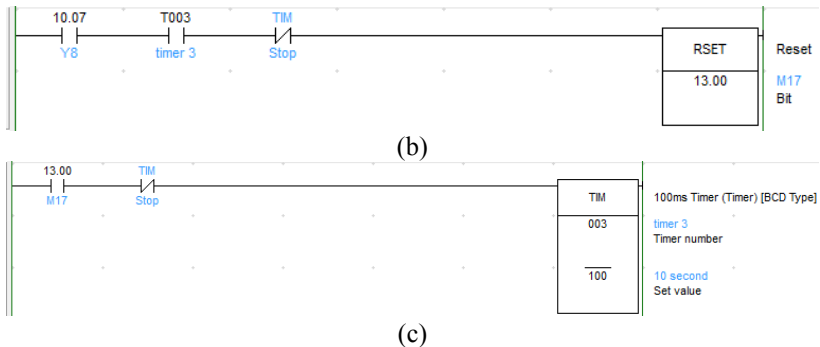 10.07 T003 TIM
Y8 timer 3 Stop
RSET Reset
13.00 M17
Bit
(b)
13.00 TIM
M17 Stop
TIM 100ms Timer (Timer) [BCD Type]
003 timer 3
Timer number
100 10 second
Set value
(c)